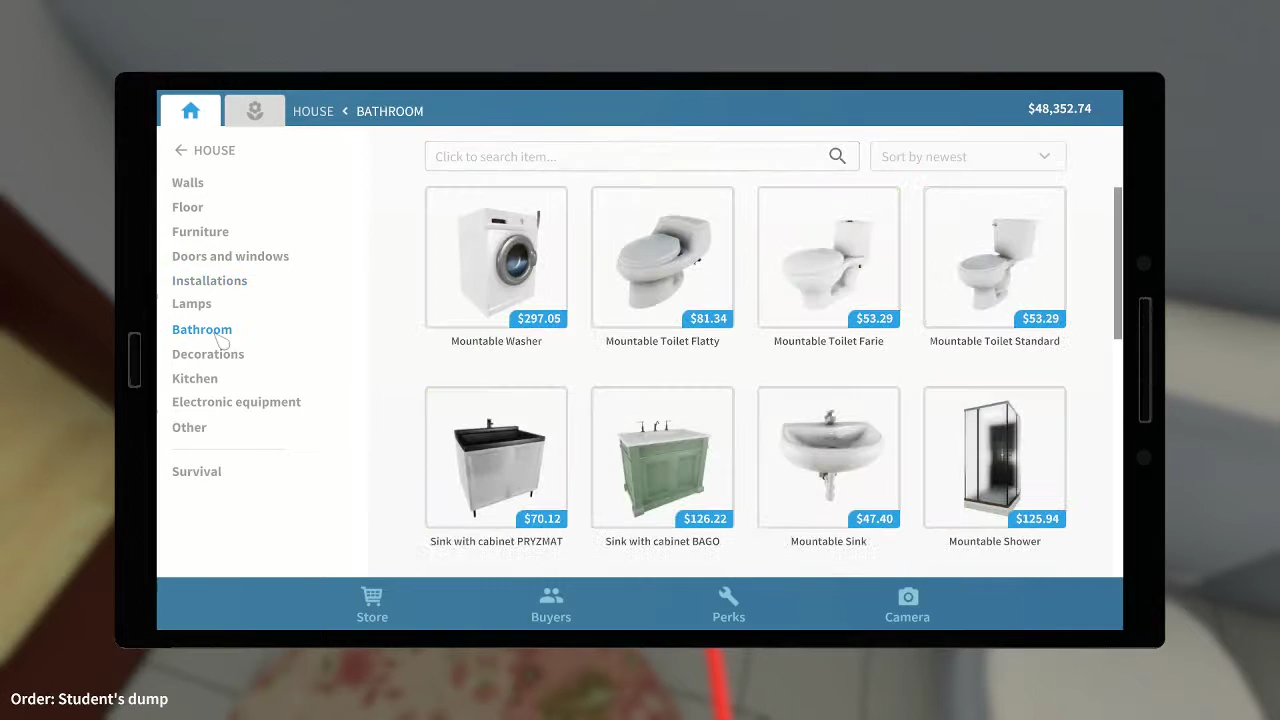 HOUSE < BATHROOM
$48,352.74
HOUSE
Click to search item...
Sort by newest
Walls
Floor
Furniture
Doors and windows
Installations
Lamps
Bathroom
Decorations
Kitchen
Electronic equipment
Other
Survival
$297.05
$81.34
$53.29
$53.29
Mountable Washer
Mountable Toilet Flatty
Mountable Toilet Farie
Mountable Toilet Standard
$70.12
$126.22
$47.40
$125.94
Sink with cabinet PRYZMAT
Sink with cabinet BAGO
Mountable Sink
Mountable Shower
Store
Buyers
Perks
Camera
Order: Student's dump